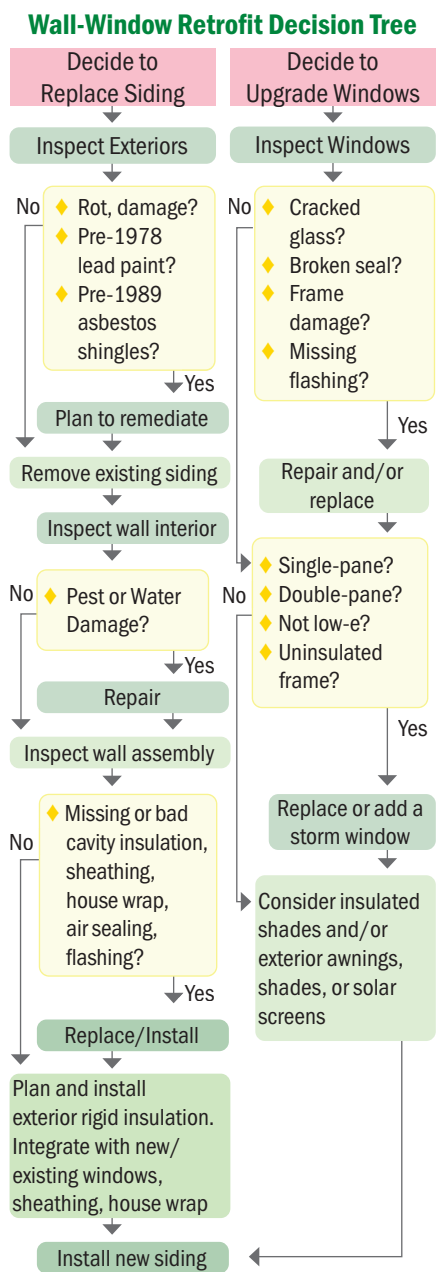 Wall-Window Retrofit Decision Tree
Decide to
Replace Siding
Inspect Exteriors
No
Rot, damage?
Pre-1978
lead paint?
Pre-1989
asbestos
shingles?
Yes
Plan to remediate
Remove existing siding
Inspect wall interior
No
Pest or Water
Damage?
Yes
Repair
Inspect wall assembly
No
Missing or bad
cavity insulation,
sheathing,
house wrap,
air sealing,
flashing?
Yes
Replace/Install
Plan and install
exterior rigid insulation.
Integrate with new/
existing windows,
sheathing, house wrap
Install new siding
Decide to
Upgrade Windows
Inspect Windows
No
Cracked
glass?
Broken seal?
Frame
damage?
Missing
flashing?
Yes
Repair and/or
replace
No
Single-pane?
Double-pane?
Not low-e?
Uninsulated
frame?
Yes
Replace or add a
storm window
Consider insulated
shades and/or
exterior awnings,
shades, or solar
screens